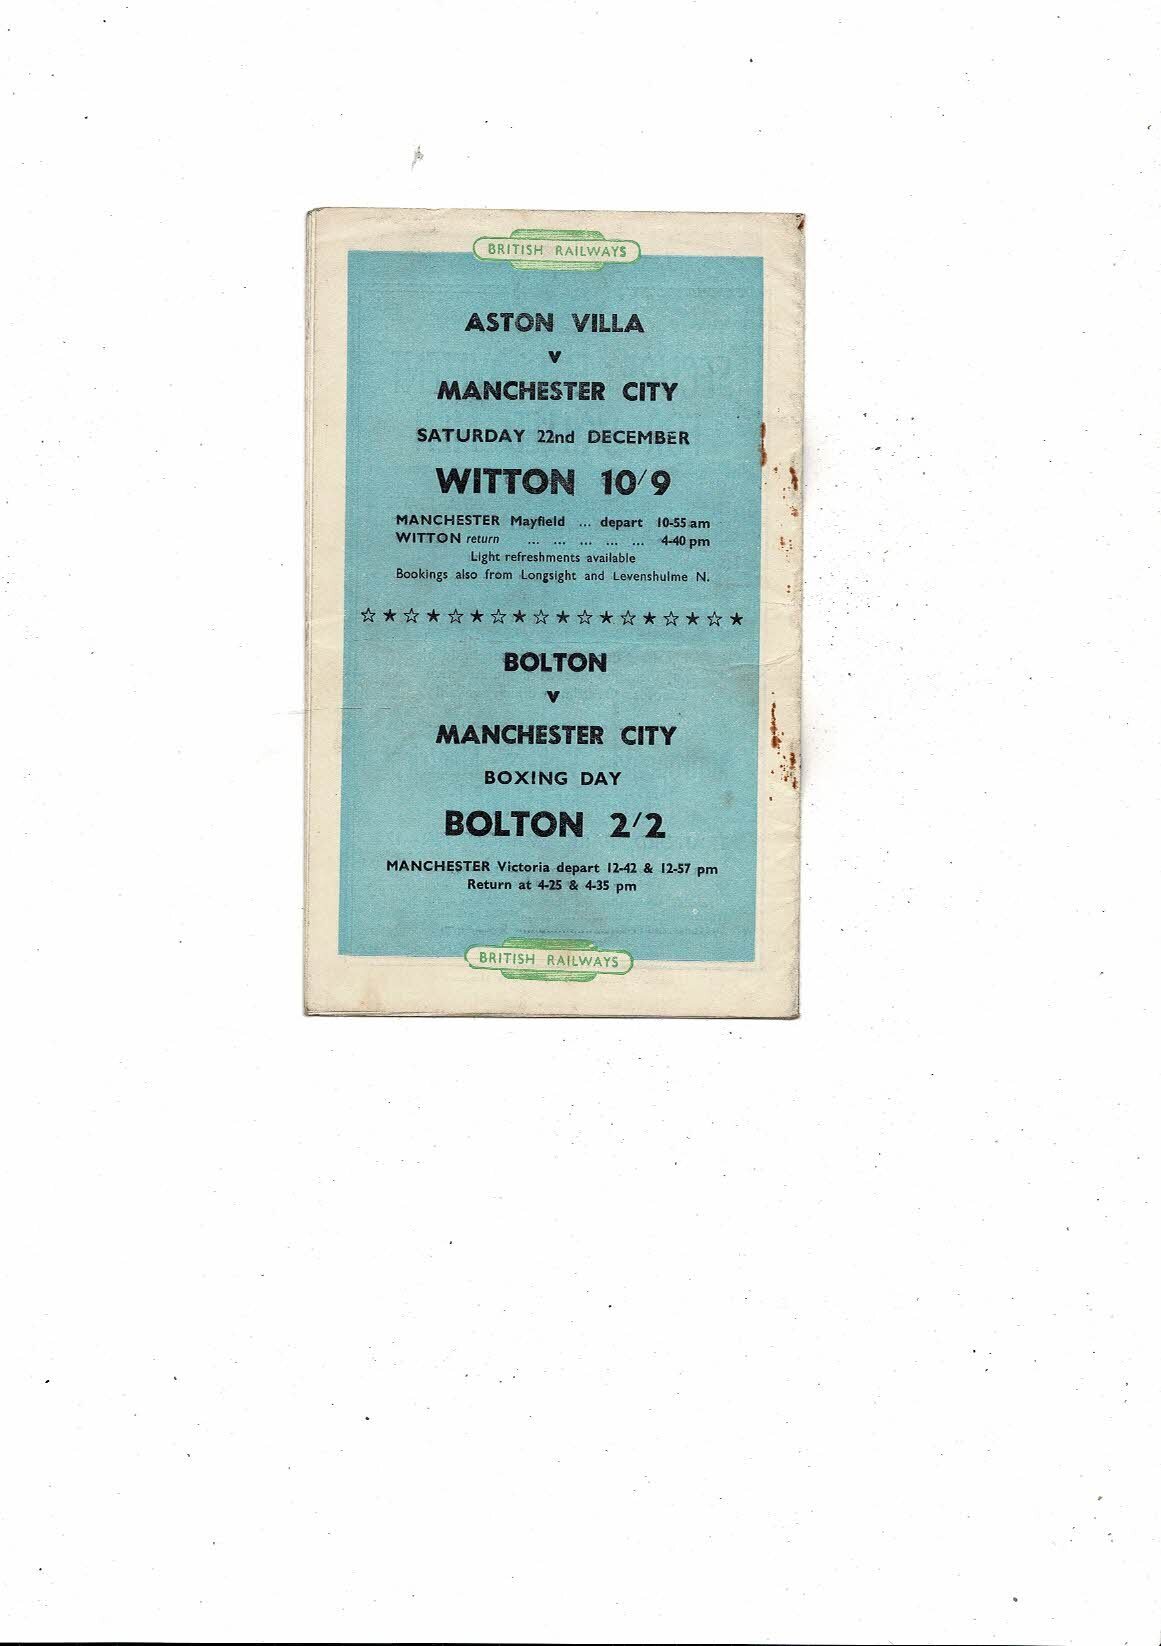 BRITISH RAILWAYS
ASTON VILLA
v
MANCHESTER CITY
SATURDAY 22nd DECEMBER
WITTON 10/9
MANCHESTER Mayfield ... depart 10-55 am
WITTON return ... ... ... ... ... 4-40 pm
Light refreshments available
Bookings also from Longsight and Levenshulme N.
☆★☆★☆★☆★☆★☆★☆★☆★☆★
BOLTON
v
MANCHESTER CITY
BOXING DAY
BOLTON 2/2
MANCHESTER Victoria depart 12-42 & 12-57 pm
Return at 4-25 & 4-35 pm
BRITISH RAILWAYS